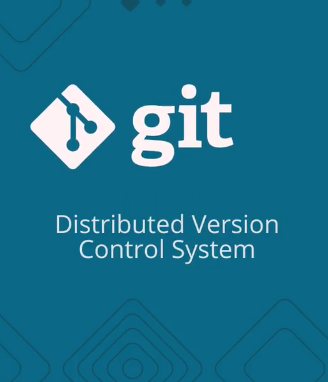 git
Distributed Version
Control System